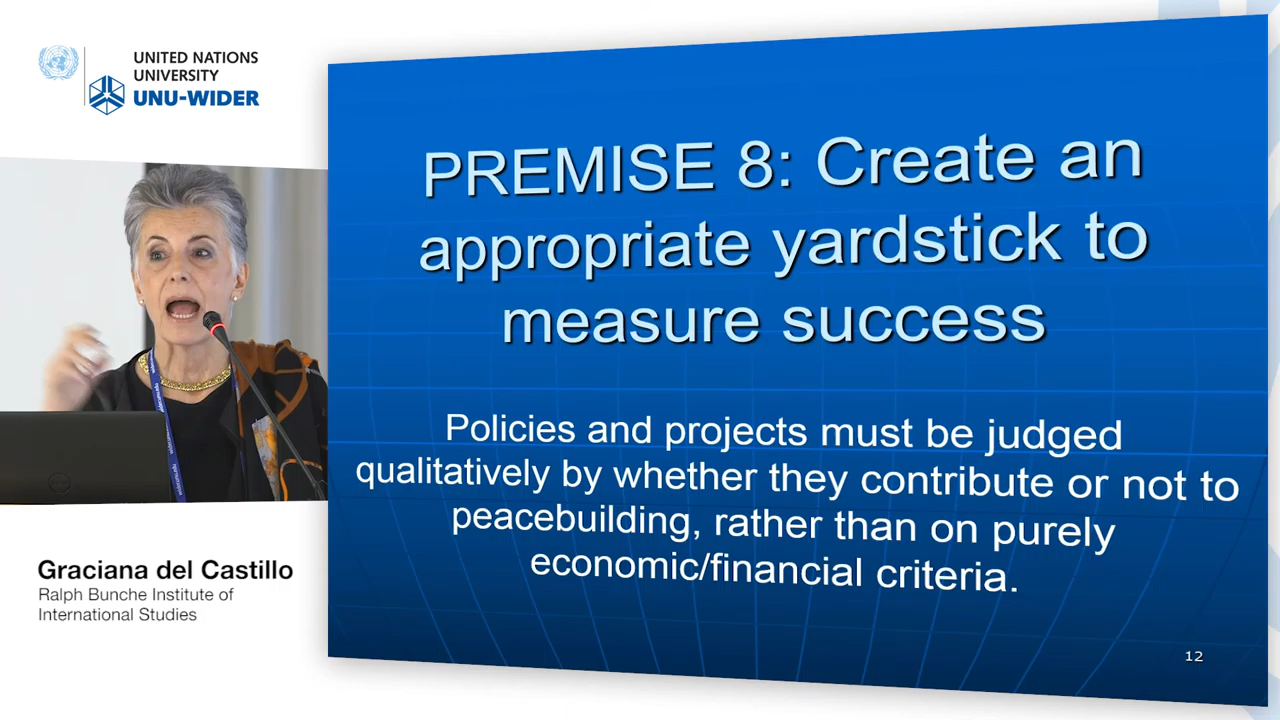 UNITED NATIONS
UNIVERSITY
UNU-WIDER
PREMISE 8: Create an
appropriate yardstick to
measure success
Policies and projects must be judged
qualitatively by whether they contribute or not to
peacebuilding, rather than on purely
economic/financial criteria.
12
Graciana del Castillo
Ralph Bunche Institute of
International Studies